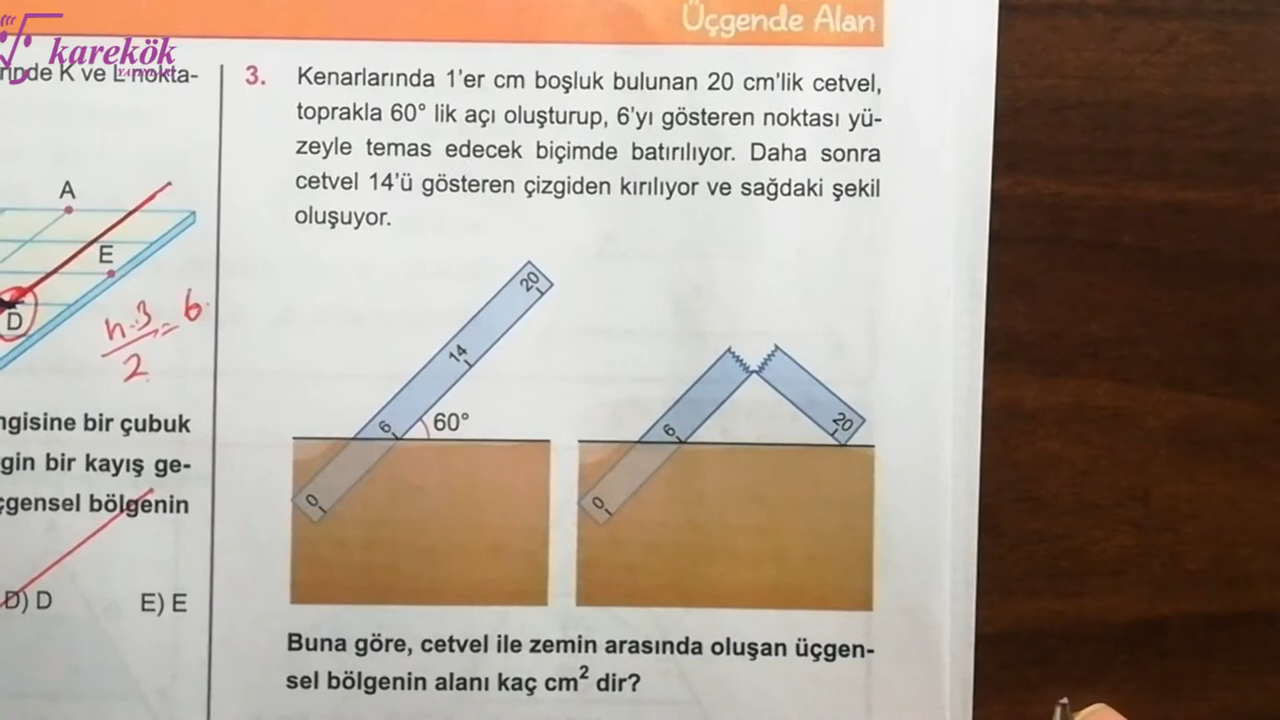 Üçgende Alan
karekök
YAYINLARI
rinde K ve L nokta-
A
E
D
n.3/2 = 6
ngisine bir çubuk
gin bir kayış ge-
çgensel bölgenin
D) D E) E
3. Kenarlarında 1'er cm boşluk bulunan 20 cm'lik cetvel,
toprakla 60° lik açı oluşturup, 6'yı gösteren noktası yü-
zeyle temas edecek biçimde batırılıyor. Daha sonra
cetvel 14'ü gösteren çizgiden kırılıyor ve sağdaki şekil
oluşuyor.
20
14
6
60°
0
6
20
0
Buna göre, cetvel ile zemin arasında oluşan üçgen-
sel bölgenin alanı kaç cm² dir?